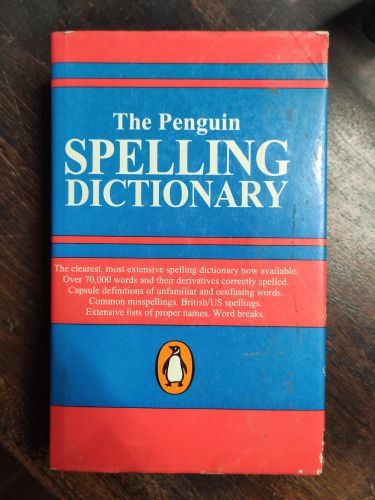 The Penguin
SPELLING
DICTIONARY
The clearest, most extensive spelling dictionary now available.
Over 70,000 words and their derivatives correctly spelled.
Capsule definitions of unfamiliar and confusing words.
Common misspellings. British/US spellings.
Extensive lists of proper names. Word breaks.